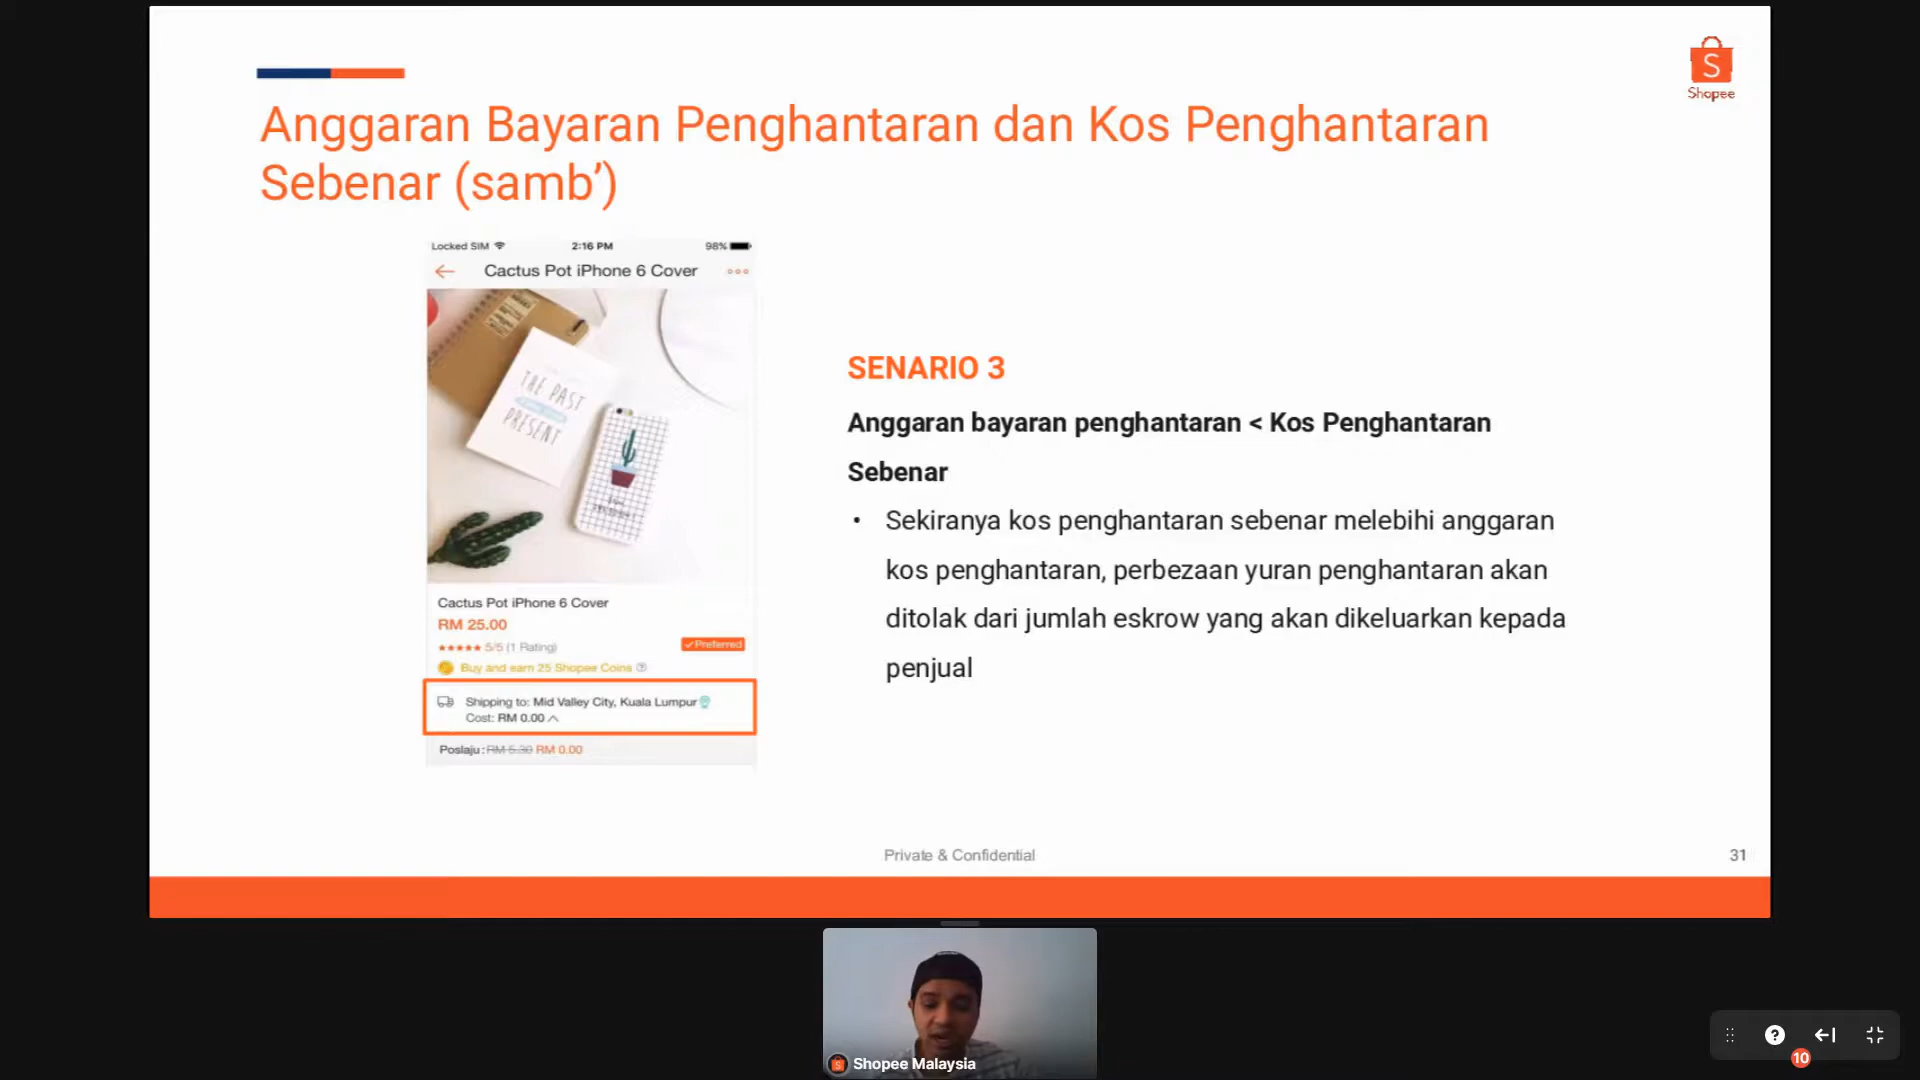 S
Shopee
Anggaran Bayaran Penghantaran dan Kos Penghantaran
Sebenar (samb’)
Locked SIM 2:16 PM 98%
Cactus Pot iPhone 6 Cover
THE PAST
PRESENT
Cactus Pot iPhone 6 Cover
RM 25.00
5/5 (1 Rating)
Preferred
Buy and earn 25 Shopee Coins ?
Shipping to: Mid Valley City, Kuala Lumpur
Cost: RM 0.00
Poslaju: RM 5.30 RM 0.00
SENARIO 3
Anggaran bayaran penghantaran < Kos Penghantaran
Sebenar
• Sekiranya kos penghantaran sebenar melebihi anggaran
kos penghantaran, perbezaan yuran penghantaran akan
ditolak dari jumlah eskrow yang akan dikeluarkan kepada
penjual
Private & Confidential
31
Shopee Malaysia
?
10